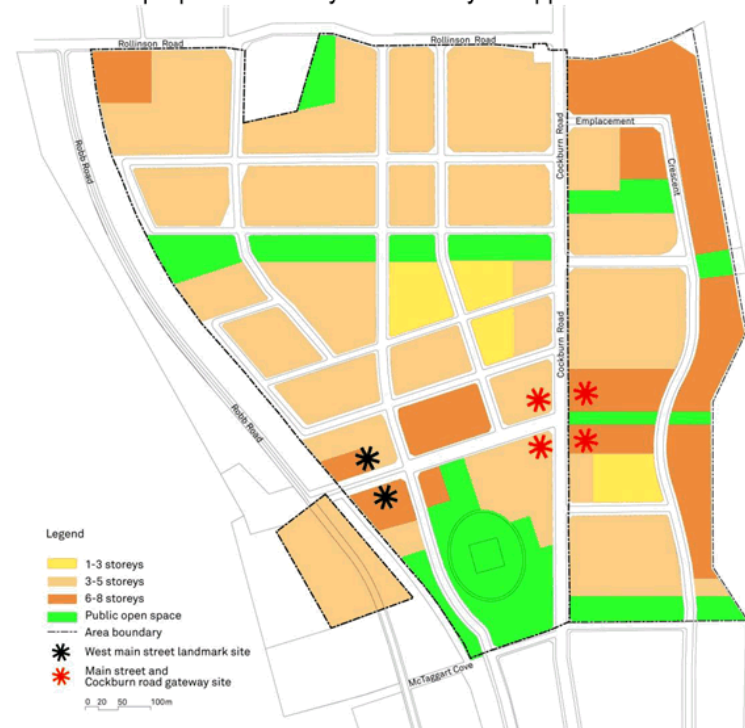 Rollinson Road
Rollinson Road
Cockburn Road
Emplacement
Crescent
Robb Road
Cockburn Road
Robb Road
Legend
1-3 storeys
3-5 storeys
6-8 storeys
Public open space
Area boundary
West main street landmark site
Main street and
Cockburn road gateway site
0 20 50 100m
McTaggart Cove